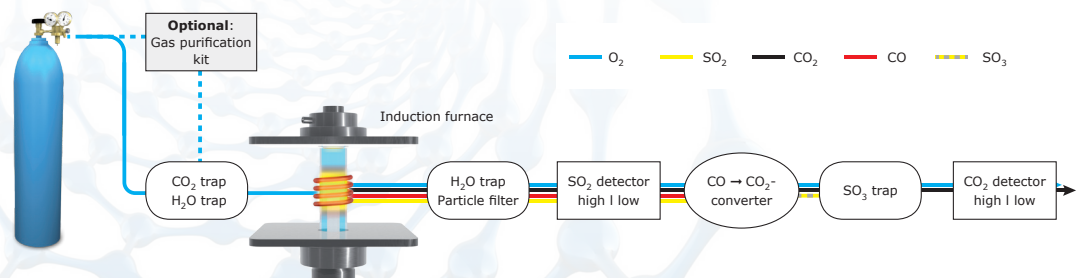 Optional:
Gas purification
kit
O₂
SO₂
CO₂
CO
SO₃
Induction furnace
CO₂ trap
H₂O trap
H₂O trap
Particle filter
SO₂ detector
high I low
CO → CO₂-
converter
SO₃ trap
CO₂ detector
high I low